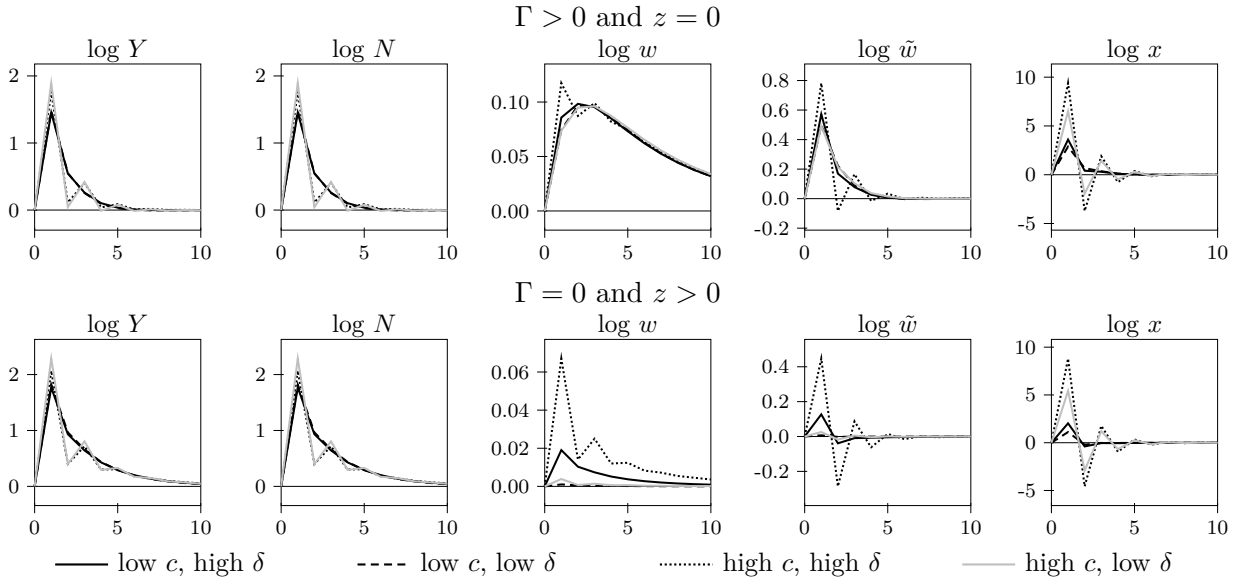 Γ > 0 and z = 0
log Y log N log w log w̃ log x
2 2 0.10 0.8 10
0.6
1 1 0.05 0.4 5
0.2
0 0 0.00 0.0 0
-0.2 -5
0 5 10 0 5 10 0 5 10 0 5 10 0 5 10
Γ = 0 and z > 0
log Y log N log w log w̃ log x
2 2 0.06 0.4 10
0.04 0.2 5
1 1 0.02 0.0 0
0 0 0.00 -0.2 -5
0 5 10 0 5 10 0 5 10 0 5 10 0 5 10
low c, high δ low c, low δ high c, high δ high c, low δ